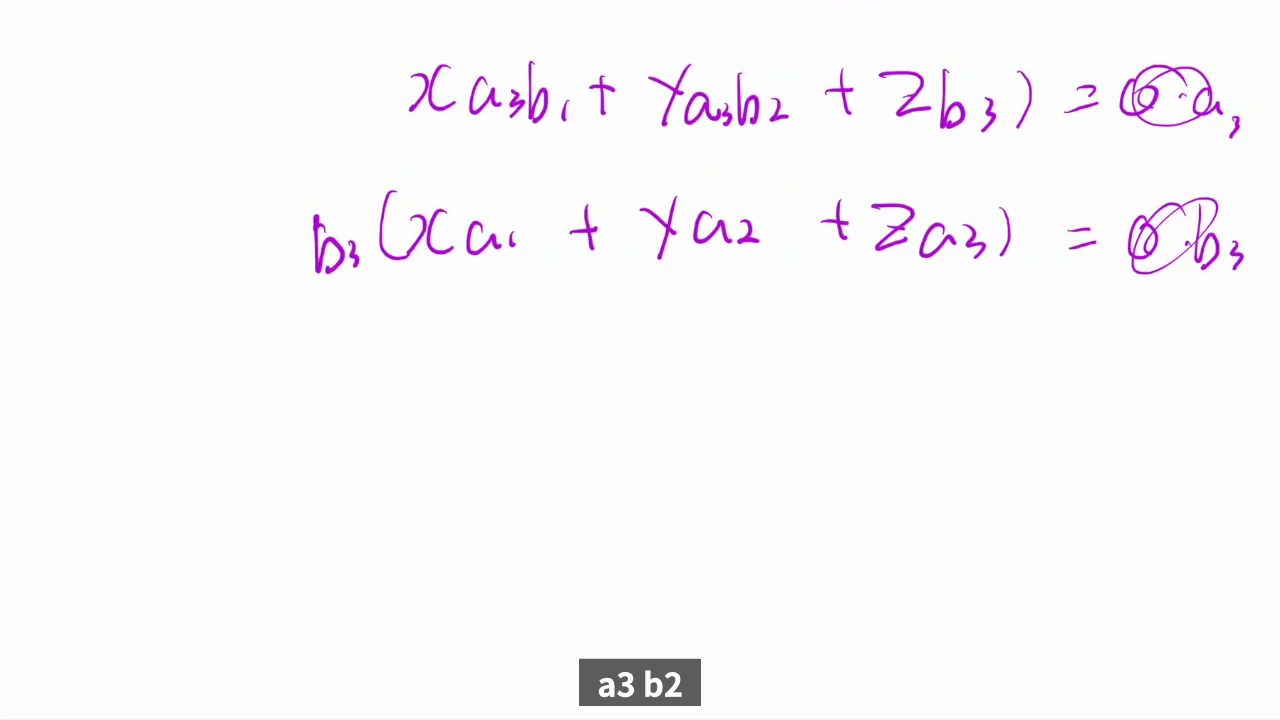 xa₃b₁ + ya₃b₂ + zb₃) = 0·a₃
b₃(xa₁ + ya₂ + za₃) = 0·b₃
a3 b2